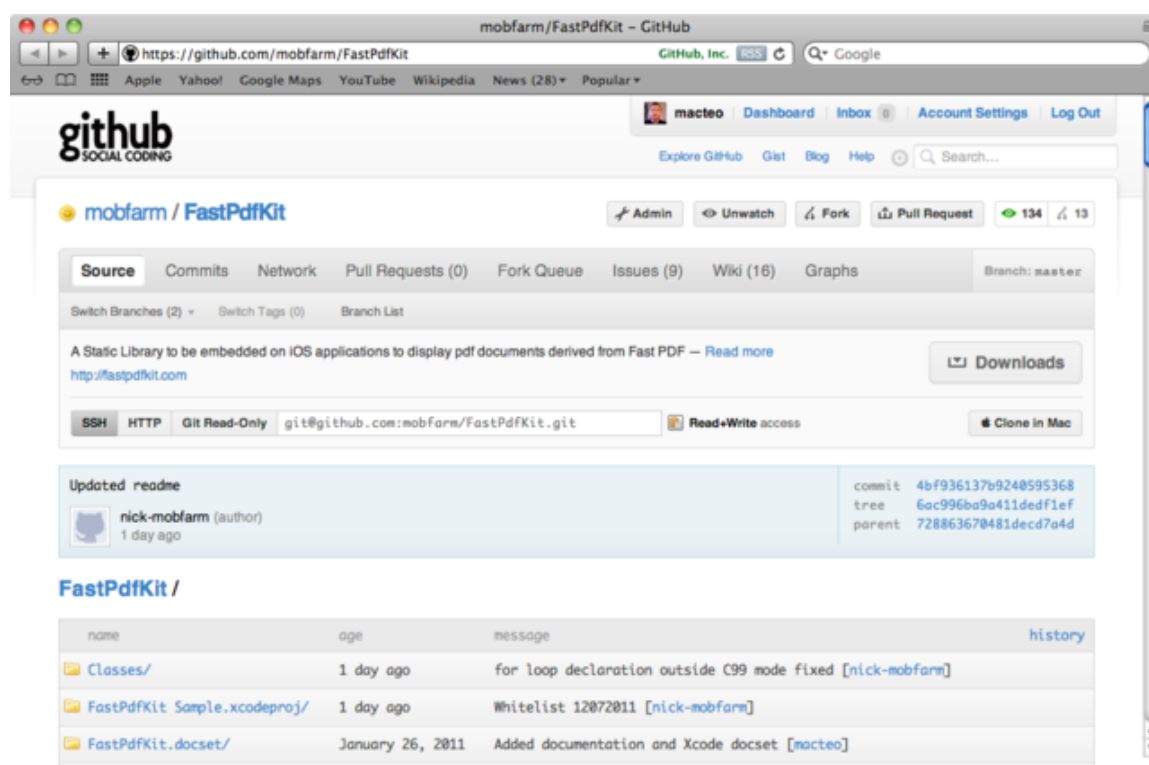 mobfarm/FastPdfKit – GitHub
https://github.com/mobfarm/FastPdfKit GitHub, Inc. RSS Google
Apple Yahoo! Google Maps YouTube Wikipedia News (28) Popular
github
SOCIAL CODING
macteo Dashboard Inbox 0 Account Settings Log Out
Explore GitHub Gist Blog Help Search...
mobfarm / FastPdfKit Admin Unwatch Fork Pull Request 134 13
Source Commits Network Pull Requests (0) Fork Queue Issues (9) Wiki (16) Graphs Branch: master
Switch Branches (2) Switch Tags (0) Branch List
A Static Library to be embedded on iOS applications to display pdf documents derived from Fast PDF — Read more
http://fastpdfkit.com
Downloads
SSH HTTP Git Read-Only git@github.com:mobfarm/FastPdfKit.git Read+Write access Clone in Mac
Updated readme
nick-mobfarm (author)
1 day ago
commit 4bf936137b9240595368
tree 6ac996ba9a411dedf1ef
parent 728863670481decd7a4d
FastPdfKit /
name age message history
Classes/ 1 day ago for loop declaration outside C99 mode fixed [nick-mobfarm]
FastPdfKit Sample.xcodeproj/ 1 day ago Whitelist 12072011 [nick-mobfarm]
FastPdfKit.docset/ January 26, 2011 Added documentation and Xcode docset [macteo]